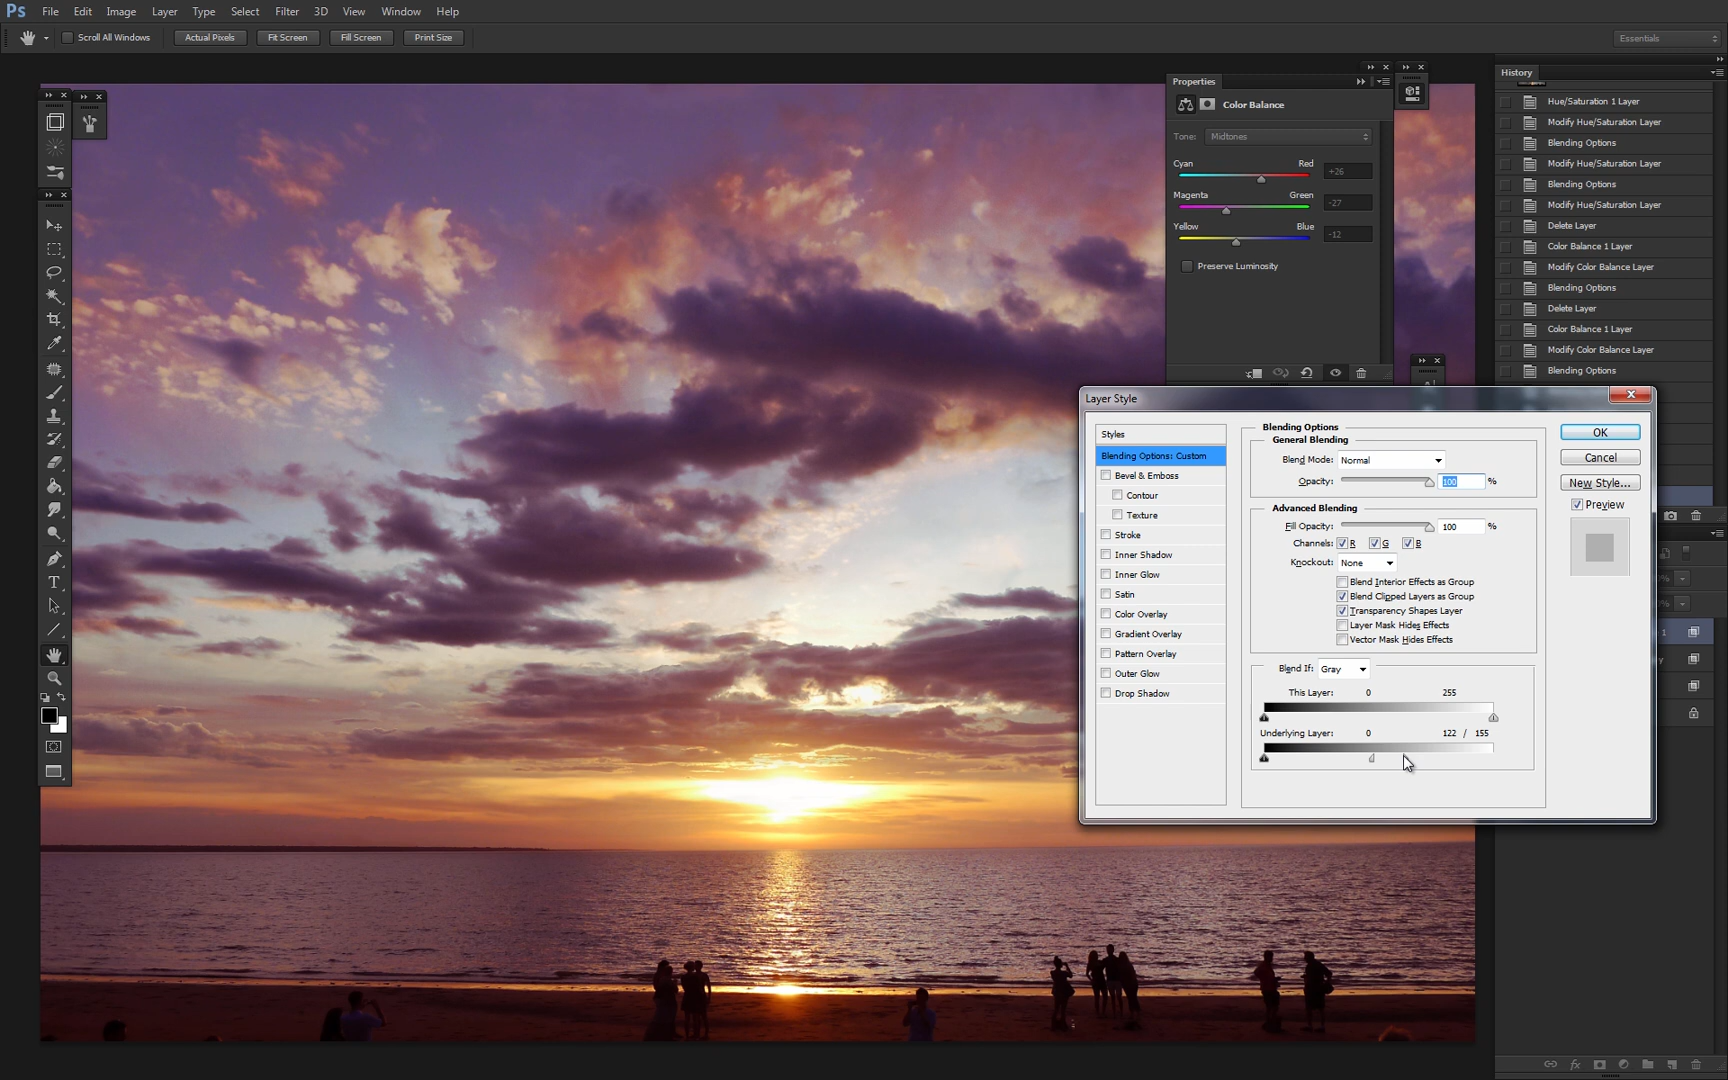 Ps File Edit Image Layer Type Select Filter 3D View Window Help
Scroll All Windows Actual Pixels Fit Screen Fill Screen Print Size Essentials
Properties
Color Balance
Tone: Midtones
Cyan Red +26
Magenta Green -27
Yellow Blue -12
Preserve Luminosity
History
Hue/Saturation 1 Layer
Modify Hue/Saturation Layer
Blending Options
Modify Hue/Saturation Layer
Blending Options
Modify Hue/Saturation Layer
Delete Layer
Color Balance 1 Layer
Modify Color Balance Layer
Blending Options
Delete Layer
Color Balance 1 Layer
Modify Color Balance Layer
Blending Options
Layer Style
Styles
Blending Options: Custom
Bevel & Emboss
Contour
Texture
Stroke
Inner Shadow
Inner Glow
Satin
Color Overlay
Gradient Overlay
Pattern Overlay
Outer Glow
Drop Shadow
Blending Options
General Blending
Blend Mode: Normal
Opacity: 100 %
Advanced Blending
Fill Opacity: 100 %
Channels: R G B
Knockout: None
Blend Interior Effects as Group
Blend Clipped Layers as Group
Transparency Shapes Layer
Layer Mask Hides Effects
Vector Mask Hides Effects
Blend If: Gray
This Layer: 0 255
Underlying Layer: 0 122 / 155
OK
Cancel
New Style...
Preview
T
1
y
fx